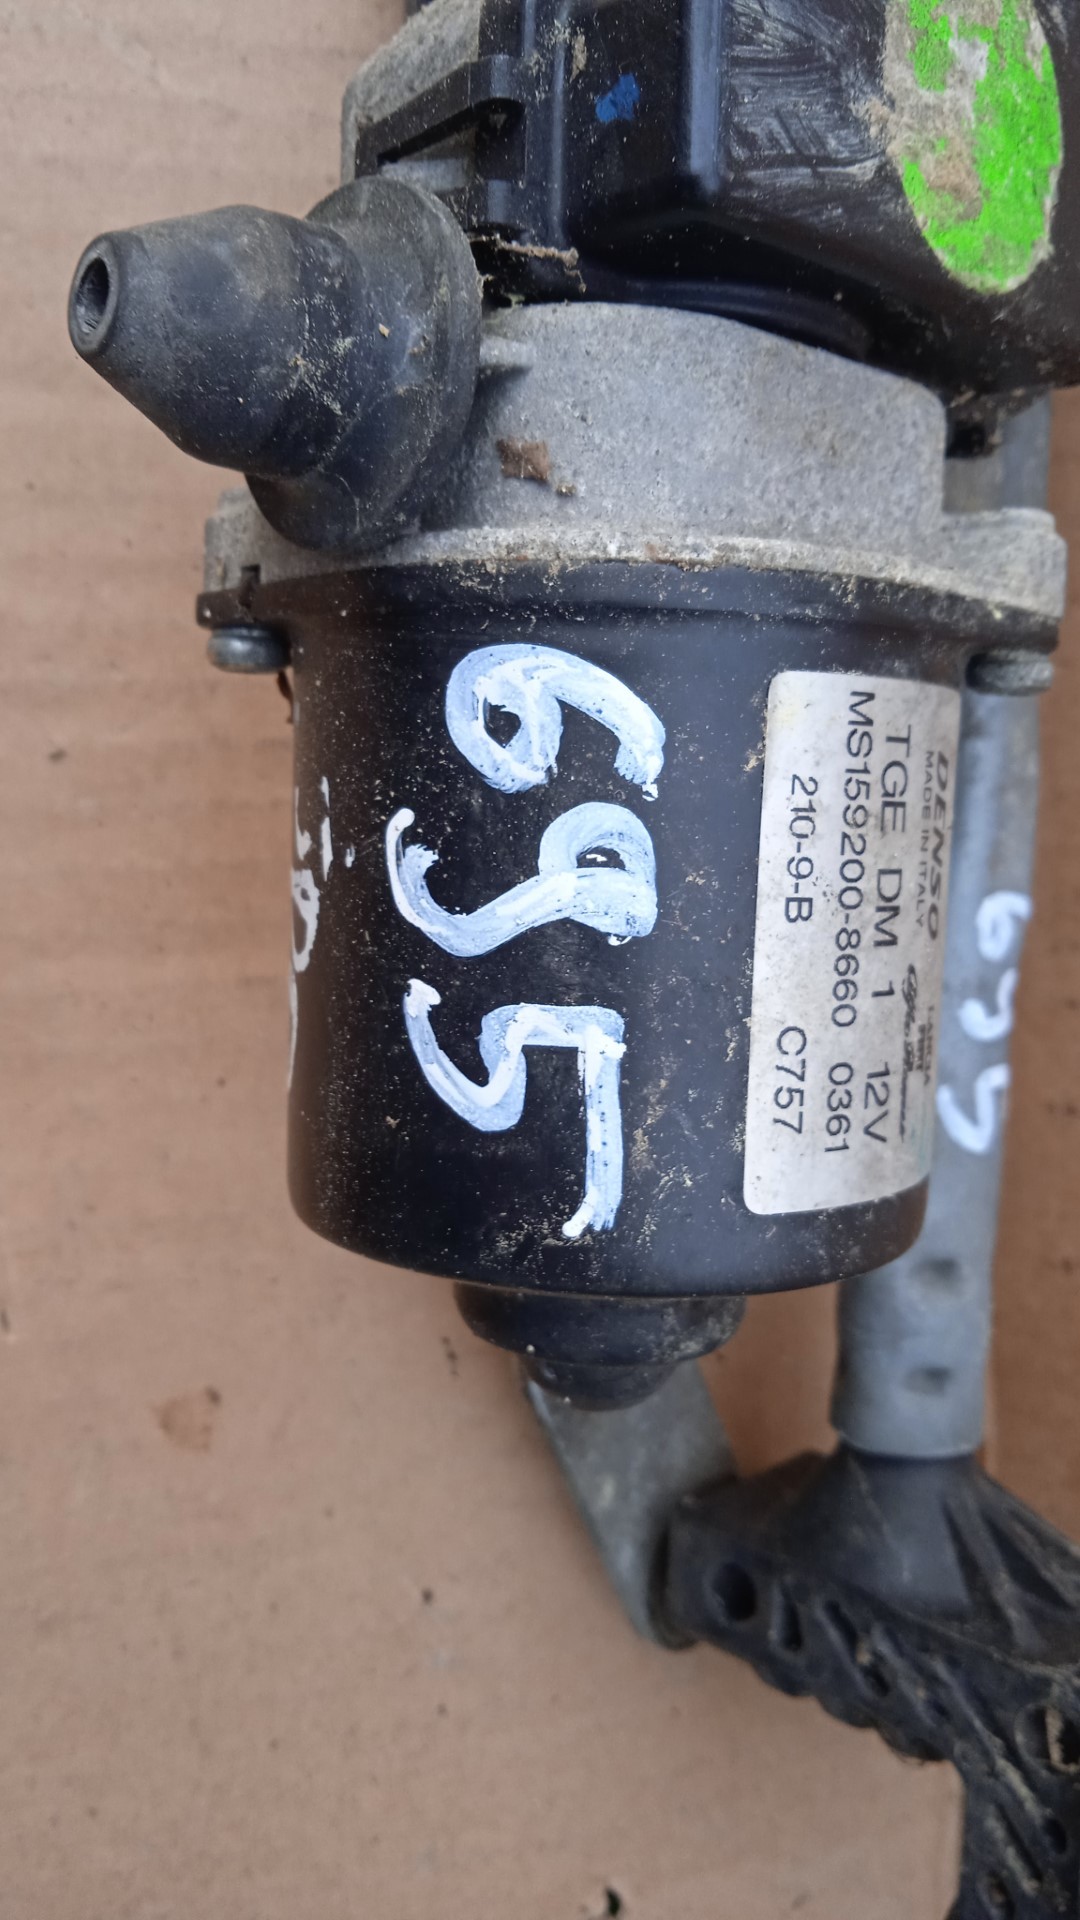 695
DENSO
MADE IN ITALY
TGE DM 1 12V
MS159200-8660 0361
210-9-B C757
695